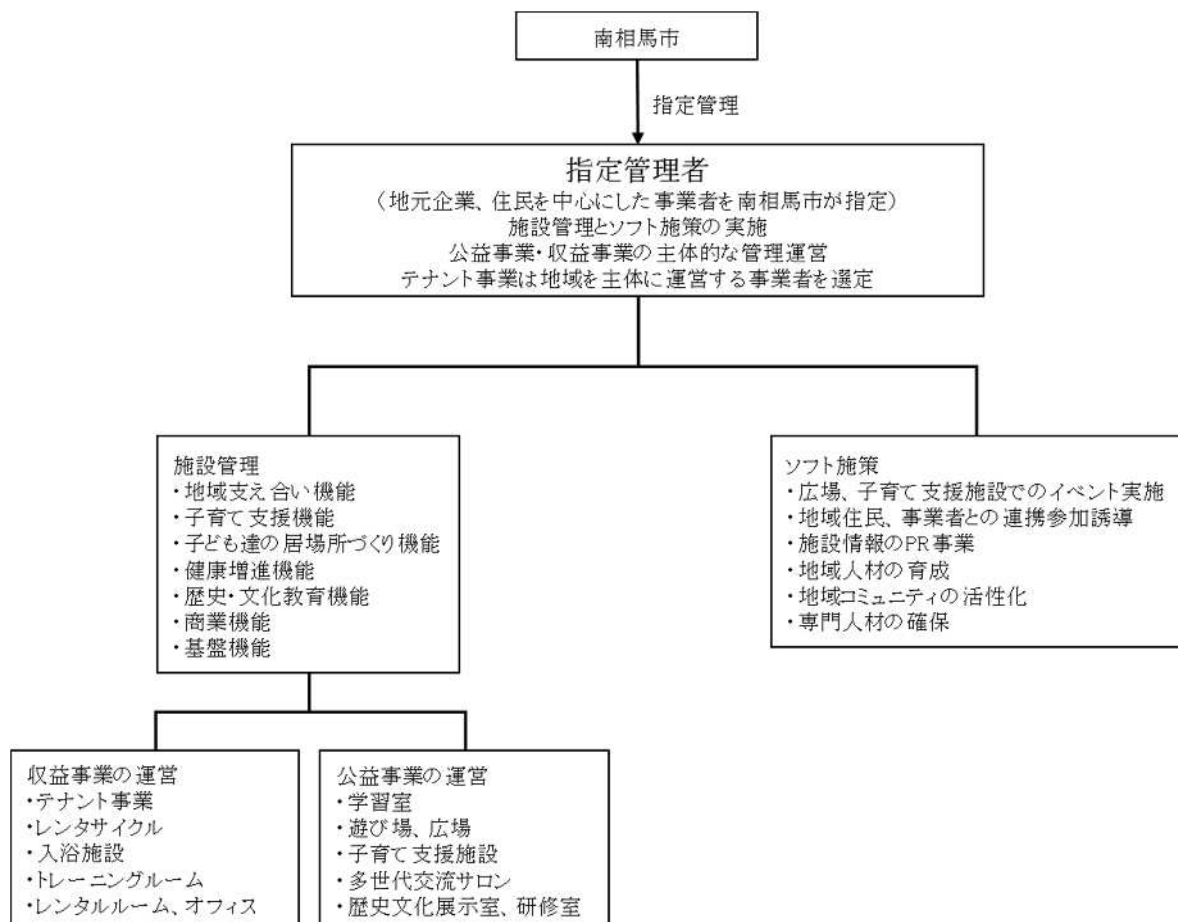 南相馬市
指定管理
指定管理者
（地元企業、住民を中心にした事業者を南相馬市が指定）
施設管理とソフト施策の実施
公益事業・収益事業の主体的な管理運営
テナント事業は地域を主体に運営する事業者を選定
施設管理
・地域支え合い機能
・子育て支援機能
・子ども達の居場所づくり機能
・健康増進機能
・歴史・文化教育機能
・商業機能
・基盤機能
ソフト施策
・広場、子育て支援施設でのイベント実施
・地域住民、事業者との連携参加誘導
・施設情報のPR事業
・地域人材の育成
・地域コミュニティの活性化
・専門人材の確保
収益事業の運営
・テナント事業
・レンタサイクル
・入浴施設
・トレーニングルーム
・レンタルルーム、オフィス
公益事業の運営
・学習室
・遊び場、広場
・子育て支援施設
・多世代交流サロン
・歴史文化展示室、研修室